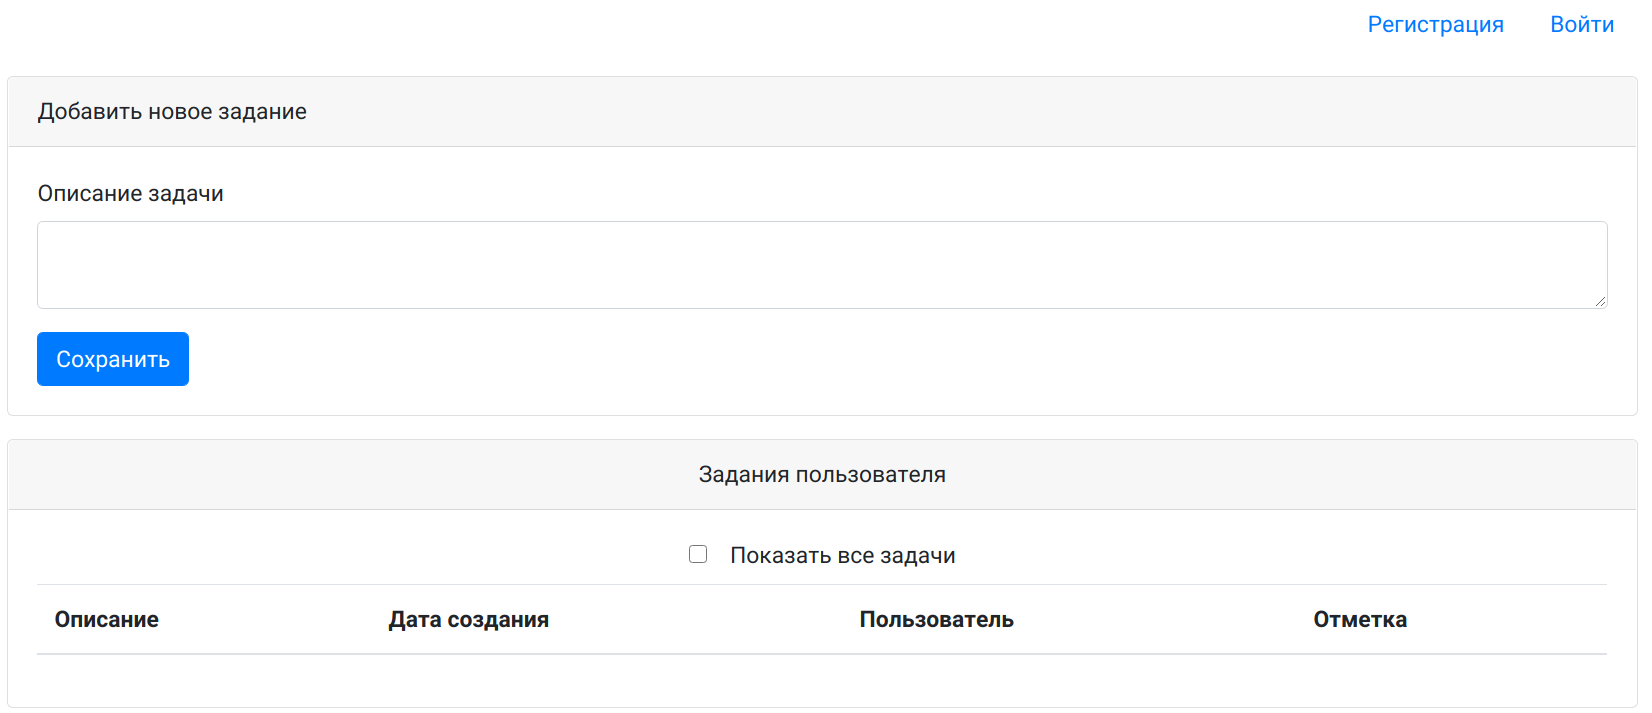 Регистрация Войти
Добавить новое задание
Описание задачи
Сохранить
Задания пользователя
Показать все задачи
Описание Дата создания Пользователь Отметка